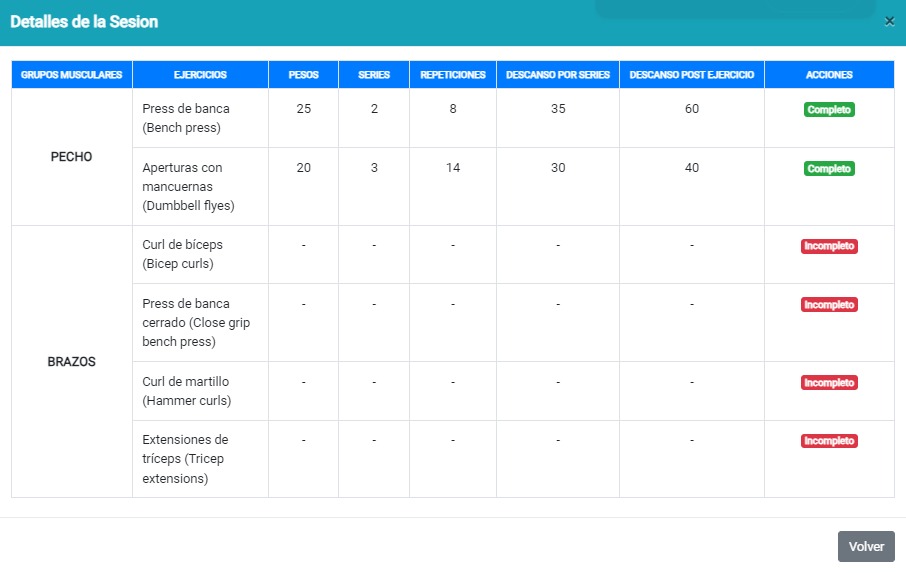 Detalles de la Sesion
×
GRUPOS MUSCULARES EJERCICIOS PESOS SERIES REPETICIONES DESCANSO POR SERIES DESCANSO POST EJERCICIO ACCIONES
PECHO
Press de banca 25 2 8 35 60 Completo
(Bench press)
Aperturas con 20 3 14 30 40 Completo
mancuernas
(Dumbbell flyes)
BRAZOS
Curl de bíceps - - - - - Incompleto
(Bicep curls)
Press de banca - - - - - Incompleto
cerrado (Close grip
bench press)
Curl de martillo - - - - - Incompleto
(Hammer curls)
Extensiones de - - - - - Incompleto
tríceps (Tricep
extensions)
Volver